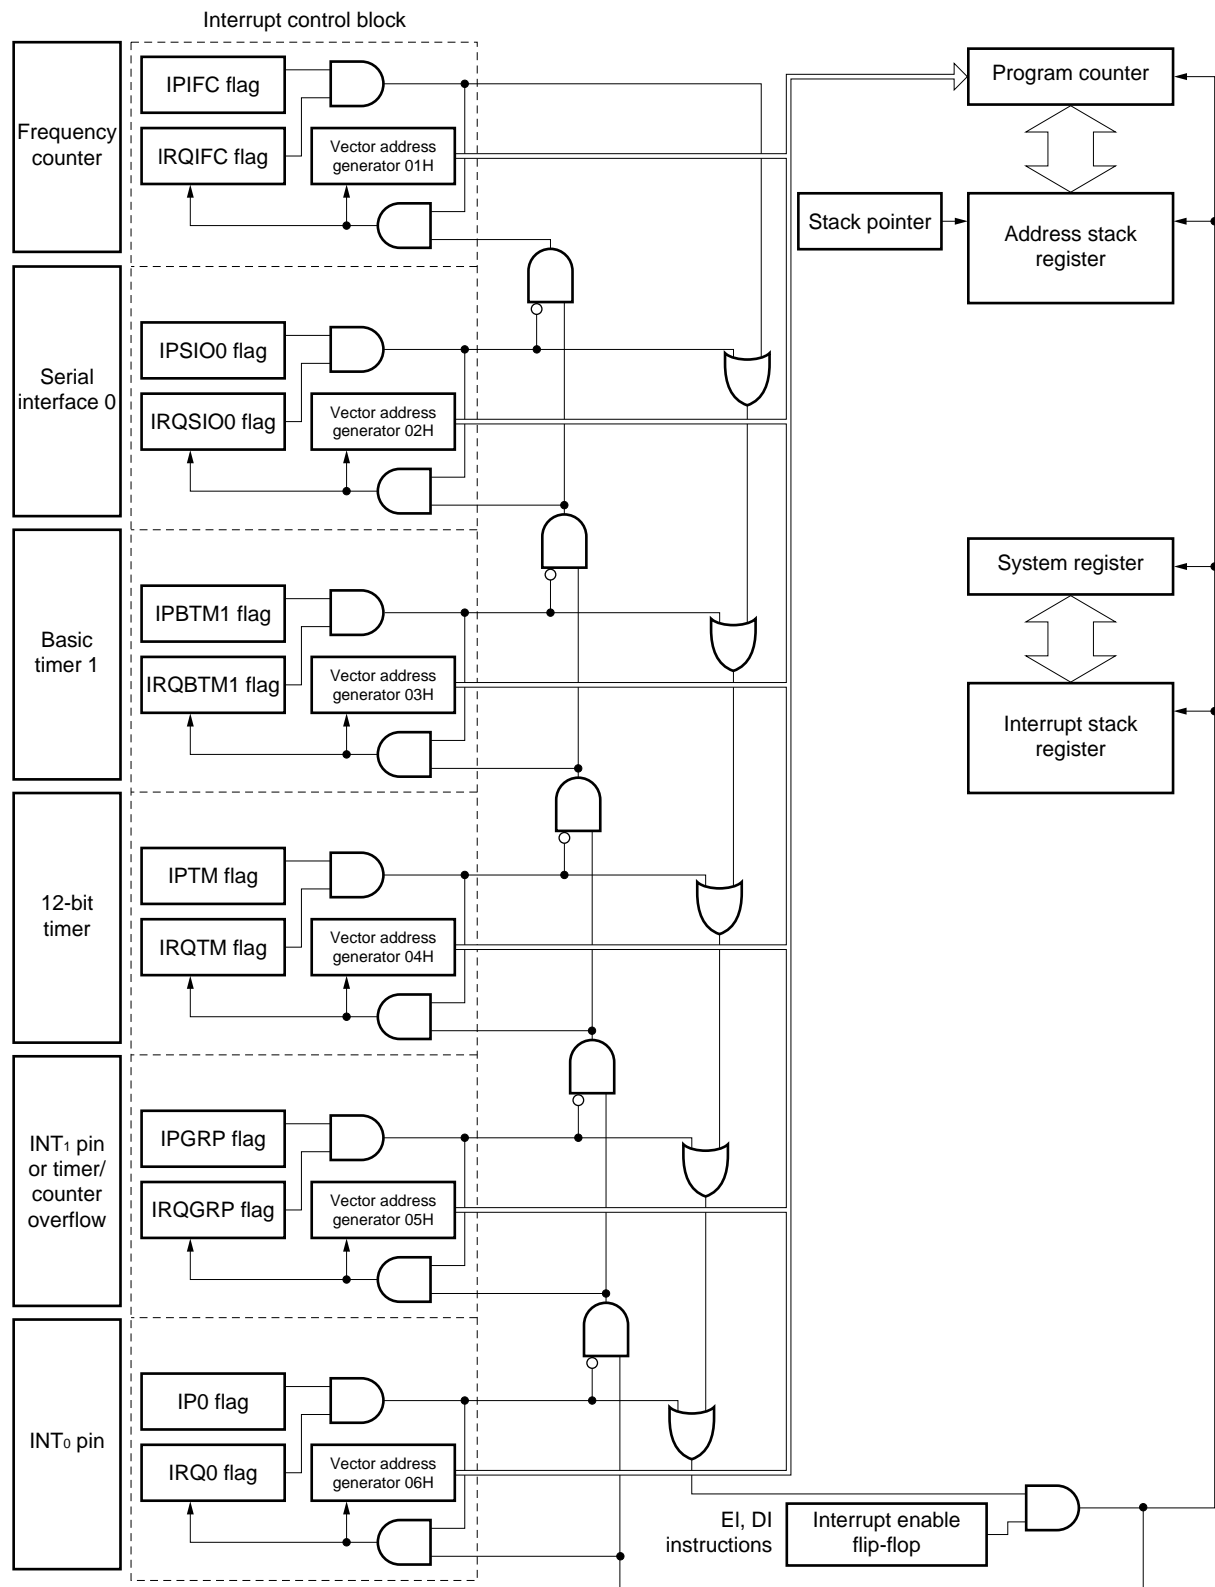 Interrupt control block
Frequency
counter
IPIFC flag
IRQIFC flag
Vector address
generator 01H
Program counter
Stack pointer
Address stack
register
Serial
interface 0
IPSIO0 flag
IRQSIO0 flag
Vector address
generator 02H
System register
Basic
timer 1
IPBTM1 flag
IRQBTM1 flag
Vector address
generator 03H
Interrupt stack
register
12-bit
timer
IPTM flag
IRQTM flag
Vector address
generator 04H
INT1 pin
or timer/
counter
overflow
IPGRP flag
IRQGRP flag
Vector address
generator 05H
INT0 pin
IP0 flag
IRQ0 flag
Vector address
generator 06H
EI, DI
instructions
Interrupt enable
flip-flop